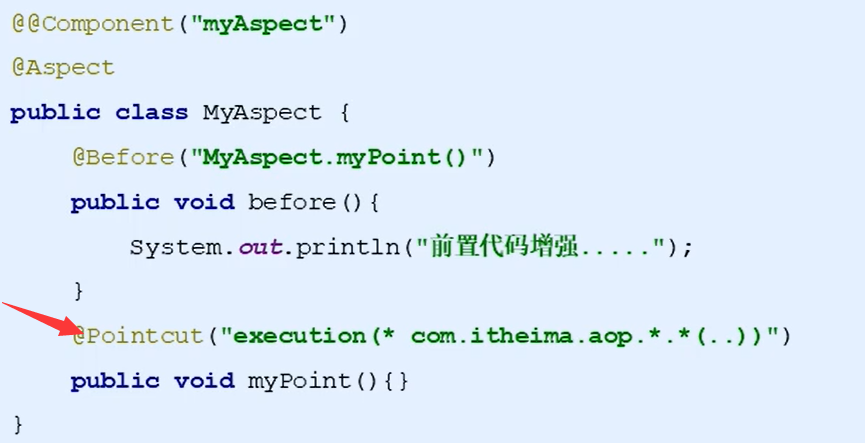 @@Component("myAspect")
@Aspect
public class MyAspect {
@Before("MyAspect.myPoint()")
public void before(){
System.out.println("前置代码增强.....");
}
@Pointcut("execution(* com.itheima.aop.*.*(..))")
public void myPoint(){}
}